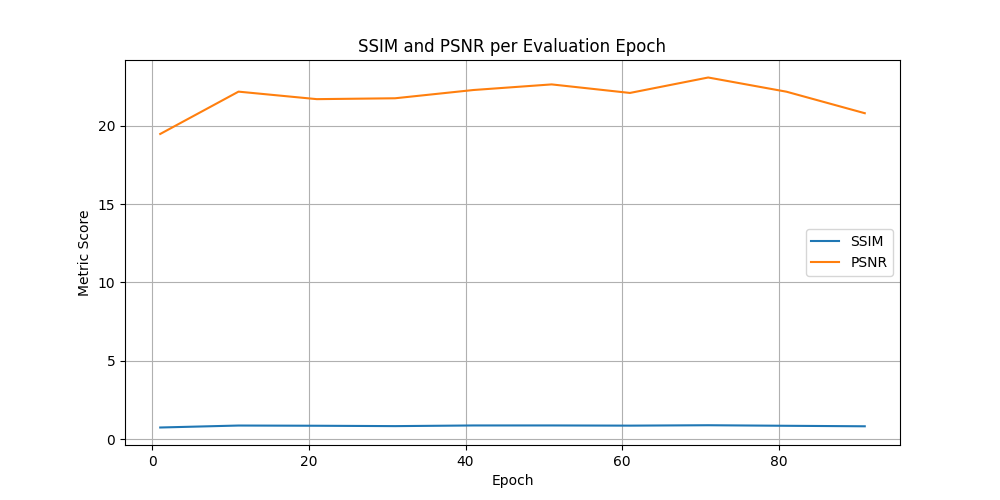 SSIM and PSNR per Evaluation Epoch
Metric Score
20
15
10
5
0
SSIM
PSNR
0 20 40 60 80
Epoch